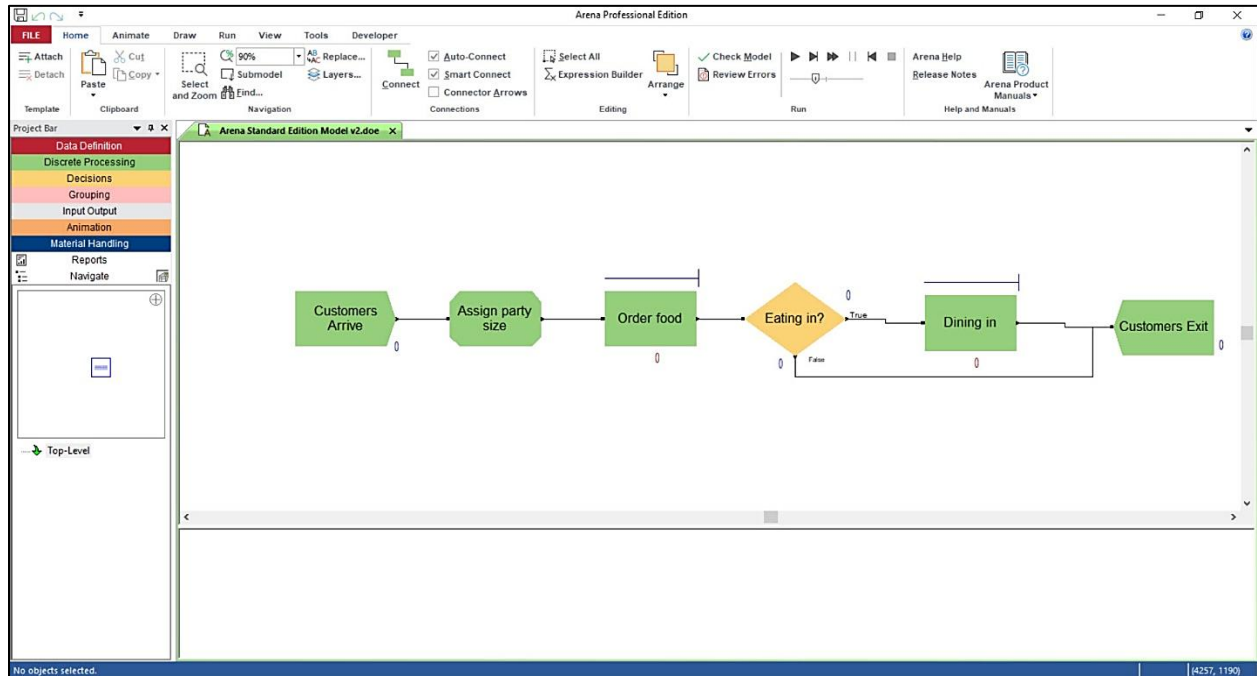 Arena Professional Edition
FILE Home Animate Draw Run View Tools Developer
Attach
Detach
Template
Paste
Cut
Copy
Clipboard
Select
and Zoom
90%
Submodel
Find...
Replace...
Layers...
Navigation
Connect
Auto-Connect
Smart Connect
Connector Arrows
Connections
Select All
Expression Builder
Arrange
Editing
Check Model
Review Errors
Run
Arena Help
Release Notes
Arena Product
Manuals
Help and Manuals
Project Bar
Arena Standard Edition Model v2.doe
Data Definition
Discrete Processing
Decisions
Grouping
Input Output
Animation
Material Handling
Reports
Navigate
Top-Level
Customers
Arrive
0
Assign party
size
Order food
0
Eating in?
0
True
0
False
Dining in
0
Customers Exit
0
No objects selected.
(4257, 1190)